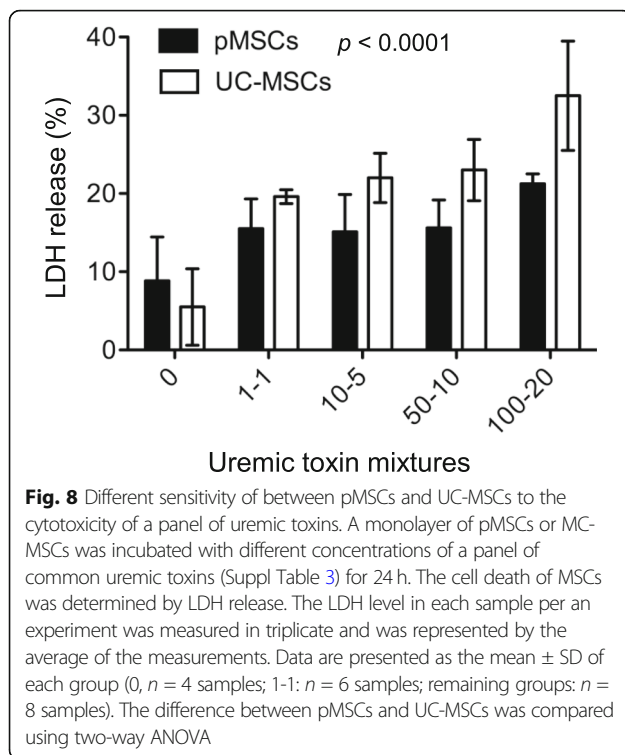 40
30
20
10
0
LDH release (%)
pMSCs p < 0.0001
UC-MSCs
0 1-1 10-5 50-10 100-20
Uremic toxin mixtures
Fig. 8 Different sensitivity of between pMSCs and UC-MSCs to the
cytotoxicity of a panel of uremic toxins. A monolayer of pMSCs or MC-
MSCs was incubated with different concentrations of a panel of
common uremic toxins (Suppl Table 3) for 24 h. The cell death of MSCs
was determined by LDH release. The LDH level in each sample per an
experiment was measured in triplicate and was represented by the
average of the measurements. Data are presented as the mean ± SD of
each group (0, n = 4 samples; 1-1: n = 6 samples; remaining groups: n =
8 samples). The difference between pMSCs and UC-MSCs was compared
using two-way ANOVA